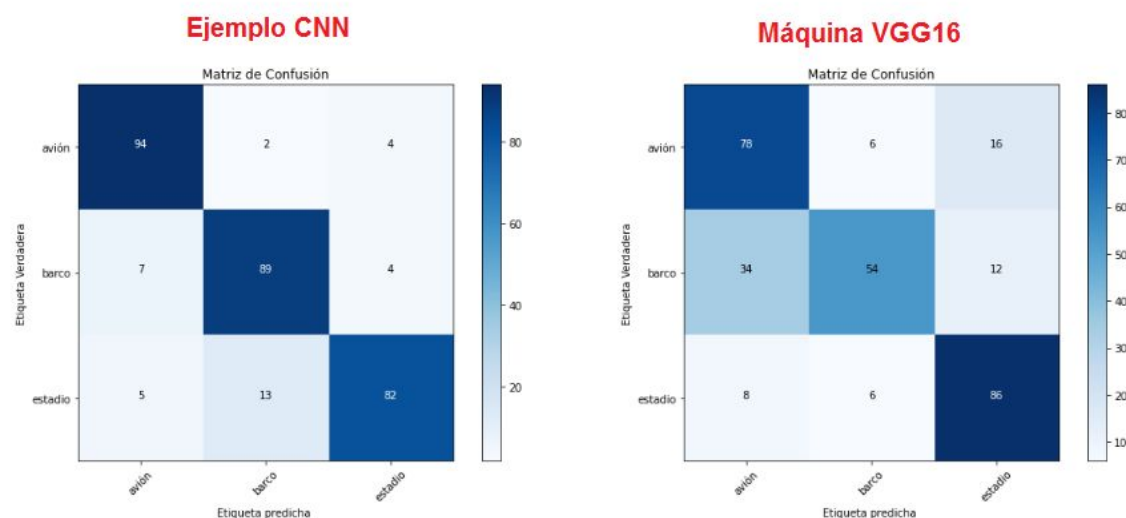 Ejemplo CNN
Matriz de Confusión
Etiqueta Verdadera
avión
94 2 4
barco
7 89 4
estadio
5 13 82
80
60
40
20
avión barco estadio
Etiqueta predicha
Máquina VGG16
Matriz de Confusión
Etiqueta Verdadera
avión
78 6 16
barco
34 54 12
estadio
8 6 86
80
70
60
50
40
30
20
10
avión barco estadio
Etiqueta predicha